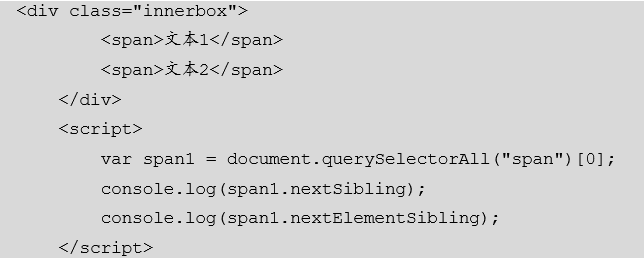 <div class="innerbox">
<span>文本1</span>
<span>文本2</span>
</div>
<script>
var span1 = document.querySelectorAll("span")[0];
console.log(span1.nextSibling);
console.log(span1.nextElementSibling);
</script>